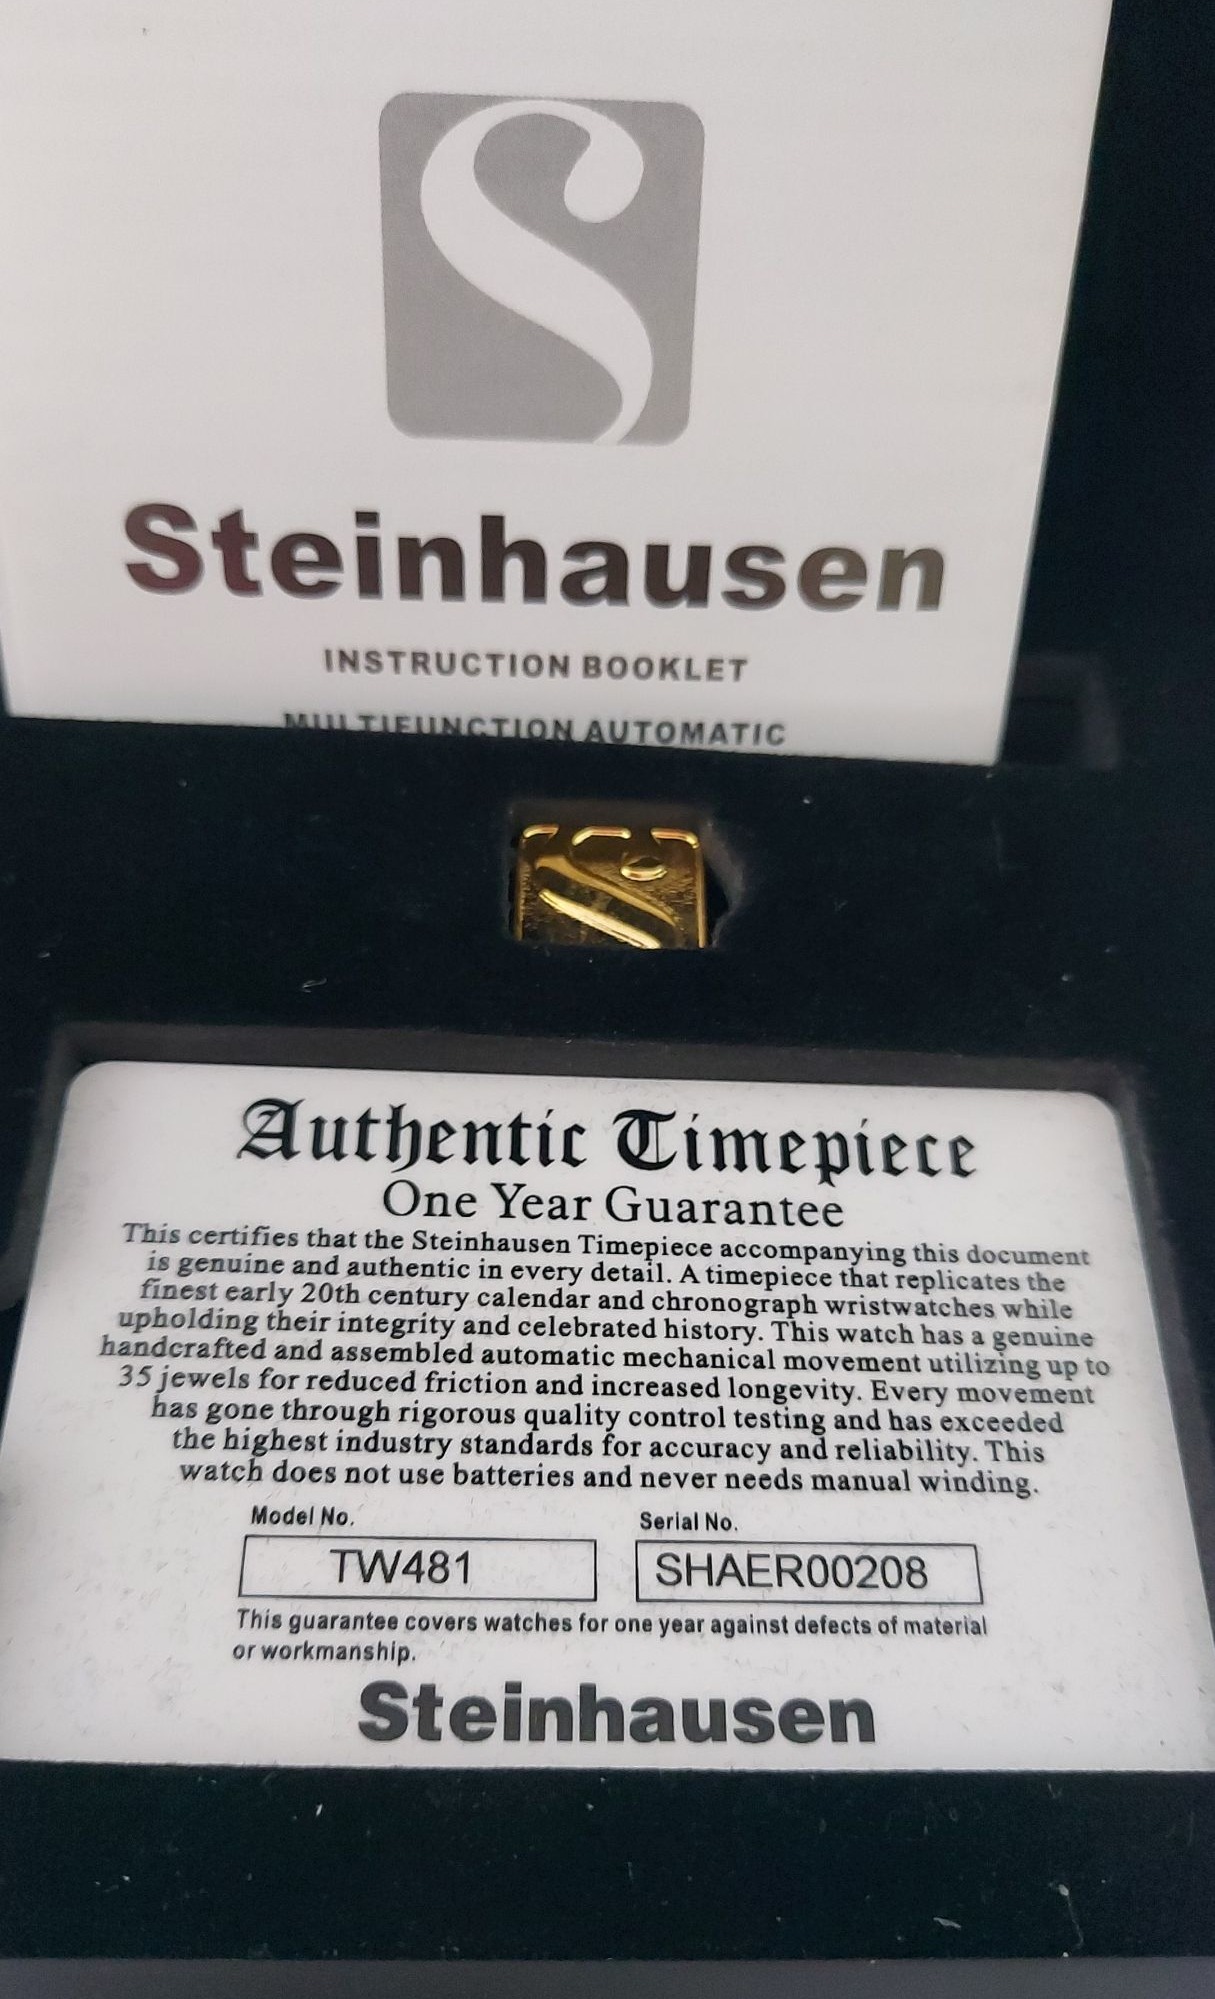 S
Steinhausen
INSTRUCTION BOOKLET
MULTIFUNCTION AUTOMATIC
S
Authentic Timepiece
One Year Guarantee
This certifies that the Steinhausen Timepiece accompanying this document
is genuine and authentic in every detail. A timepiece that replicates the
finest early 20th century calendar and chronograph wristwatches while
upholding their integrity and celebrated history. This watch has a genuine
handcrafted and assembled automatic mechanical movement utilizing up to
35 jewels for reduced friction and increased longevity. Every movement
has gone through rigorous quality control testing and has exceeded
the highest industry standards for accuracy and reliability. This
watch does not use batteries and never needs manual winding.
Model No. Serial No.
TW481 SHAER00208
This guarantee covers watches for one year against defects of material
or workmanship.
Steinhausen